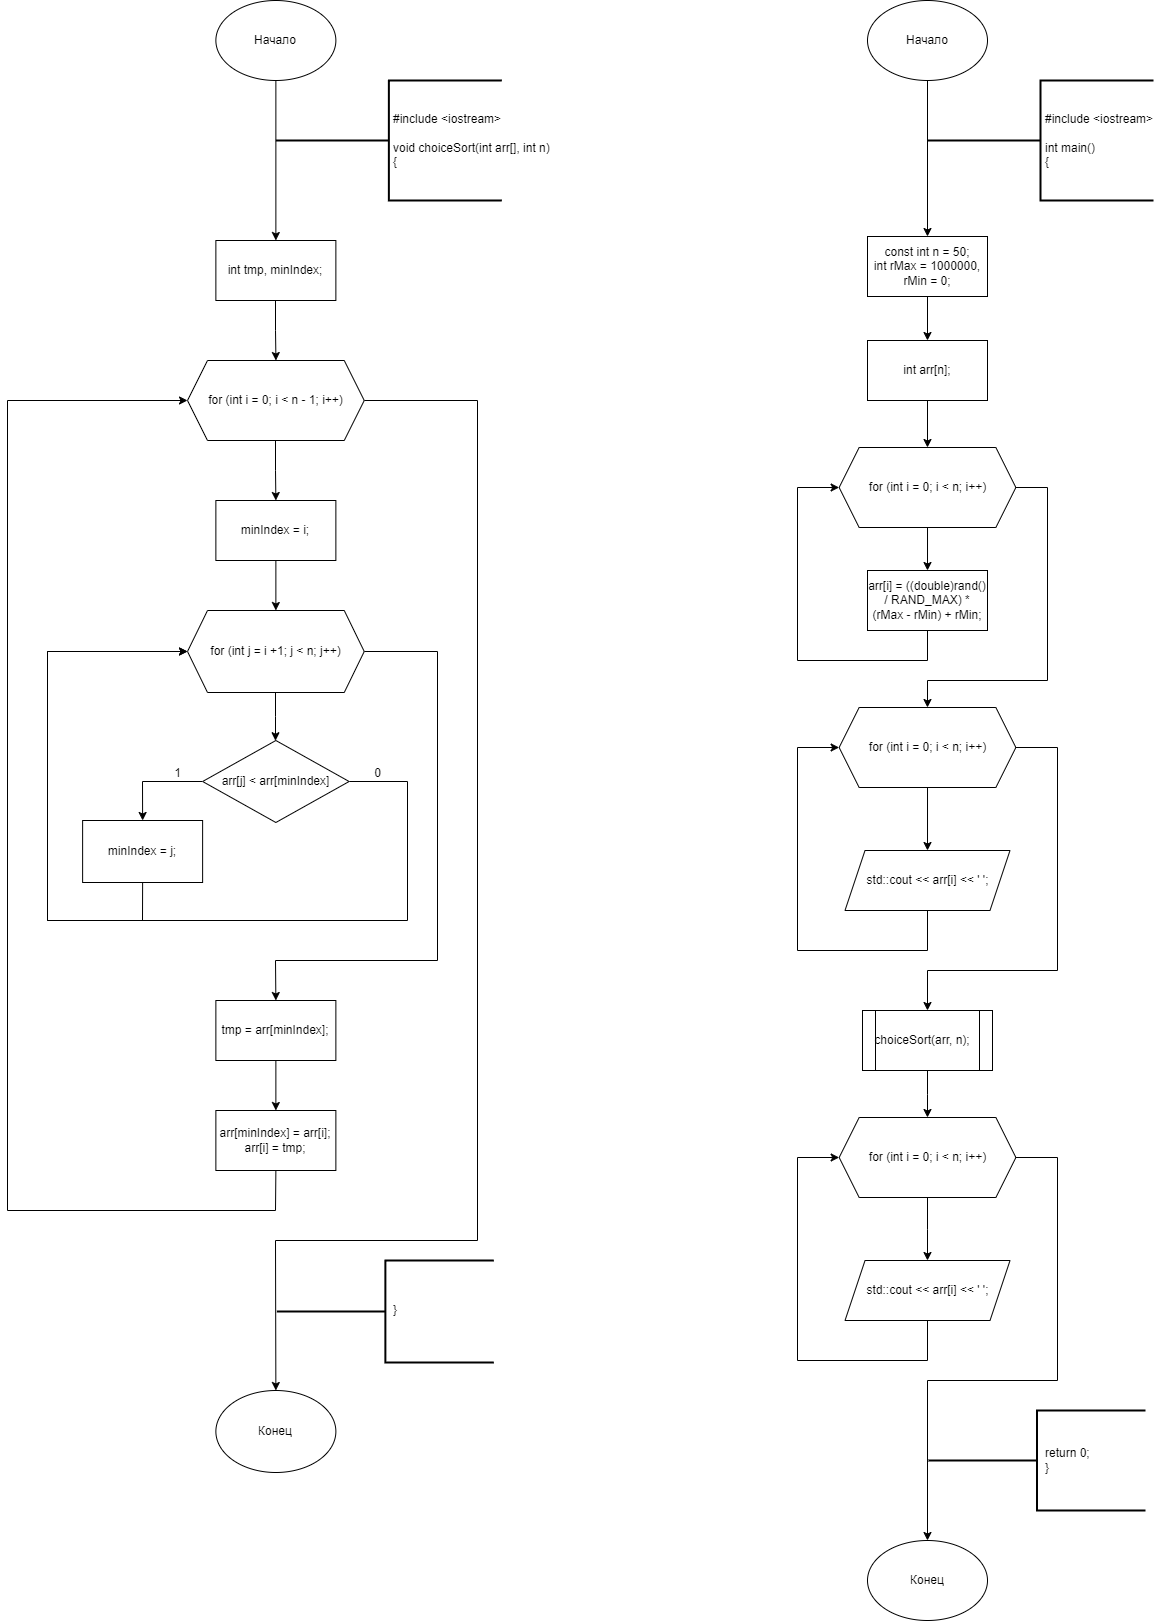 Начало
#include <iostream>
void choiceSort(int arr[], int n)
{
int tmp, minIndex;
for (int i = 0; i < n - 1; i++)
minIndex = i;
for (int j = i +1; j < n; j++)
arr[j] < arr[minIndex]
1
0
minIndex = j;
tmp = arr[minIndex];
arr[minIndex] = arr[i];
arr[i] = tmp;
}
Конец
Начало
#include <iostream>
int main()
{
const int n = 50;
int rMax = 1000000,
rMin = 0;
int arr[n];
for (int i = 0; i < n; i++)
arr[i] = ((double)rand()
/ RAND_MAX) *
(rMax - rMin) + rMin;
for (int i = 0; i < n; i++)
std::cout << arr[i] << ' ';
choiceSort(arr, n);
for (int i = 0; i < n; i++)
std::cout << arr[i] << ' ';
return 0;
}
Конец